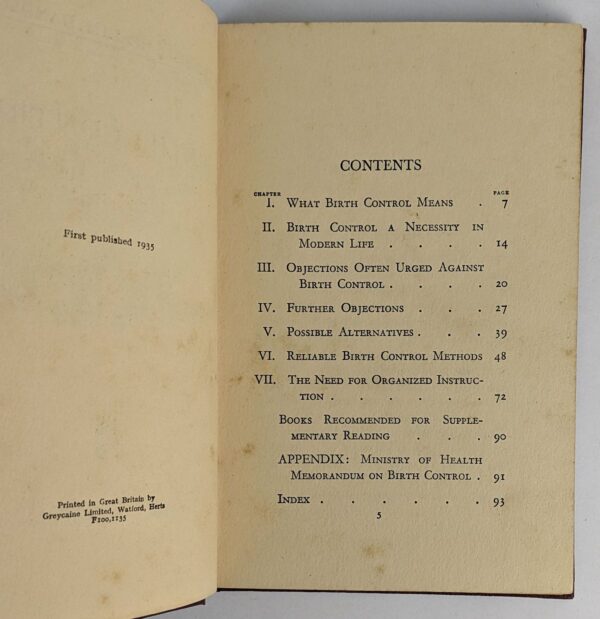 First published 1935
Printed in Great Britain by
Greycaine Limited, Watford, Herts
F100,1135
CONTENTS
CHAPTER PAGE
I. What Birth Control Means . 7
II. Birth Control a Necessity in
Modern Life . . . . 14
III. Objections Often Urged Against
Birth Control . . . . 20
IV. Further Objections . . . 27
V. Possible Alternatives . . . 39
VI. Reliable Birth Control Methods 48
VII. The Need for Organized Instruc-
tion . . . . . . 72
Books Recommended for Supple-
mentary Reading . . . 90
APPENDIX: Ministry of Health
Memorandum on Birth Control . 91
Index . . . . . . . 93
5